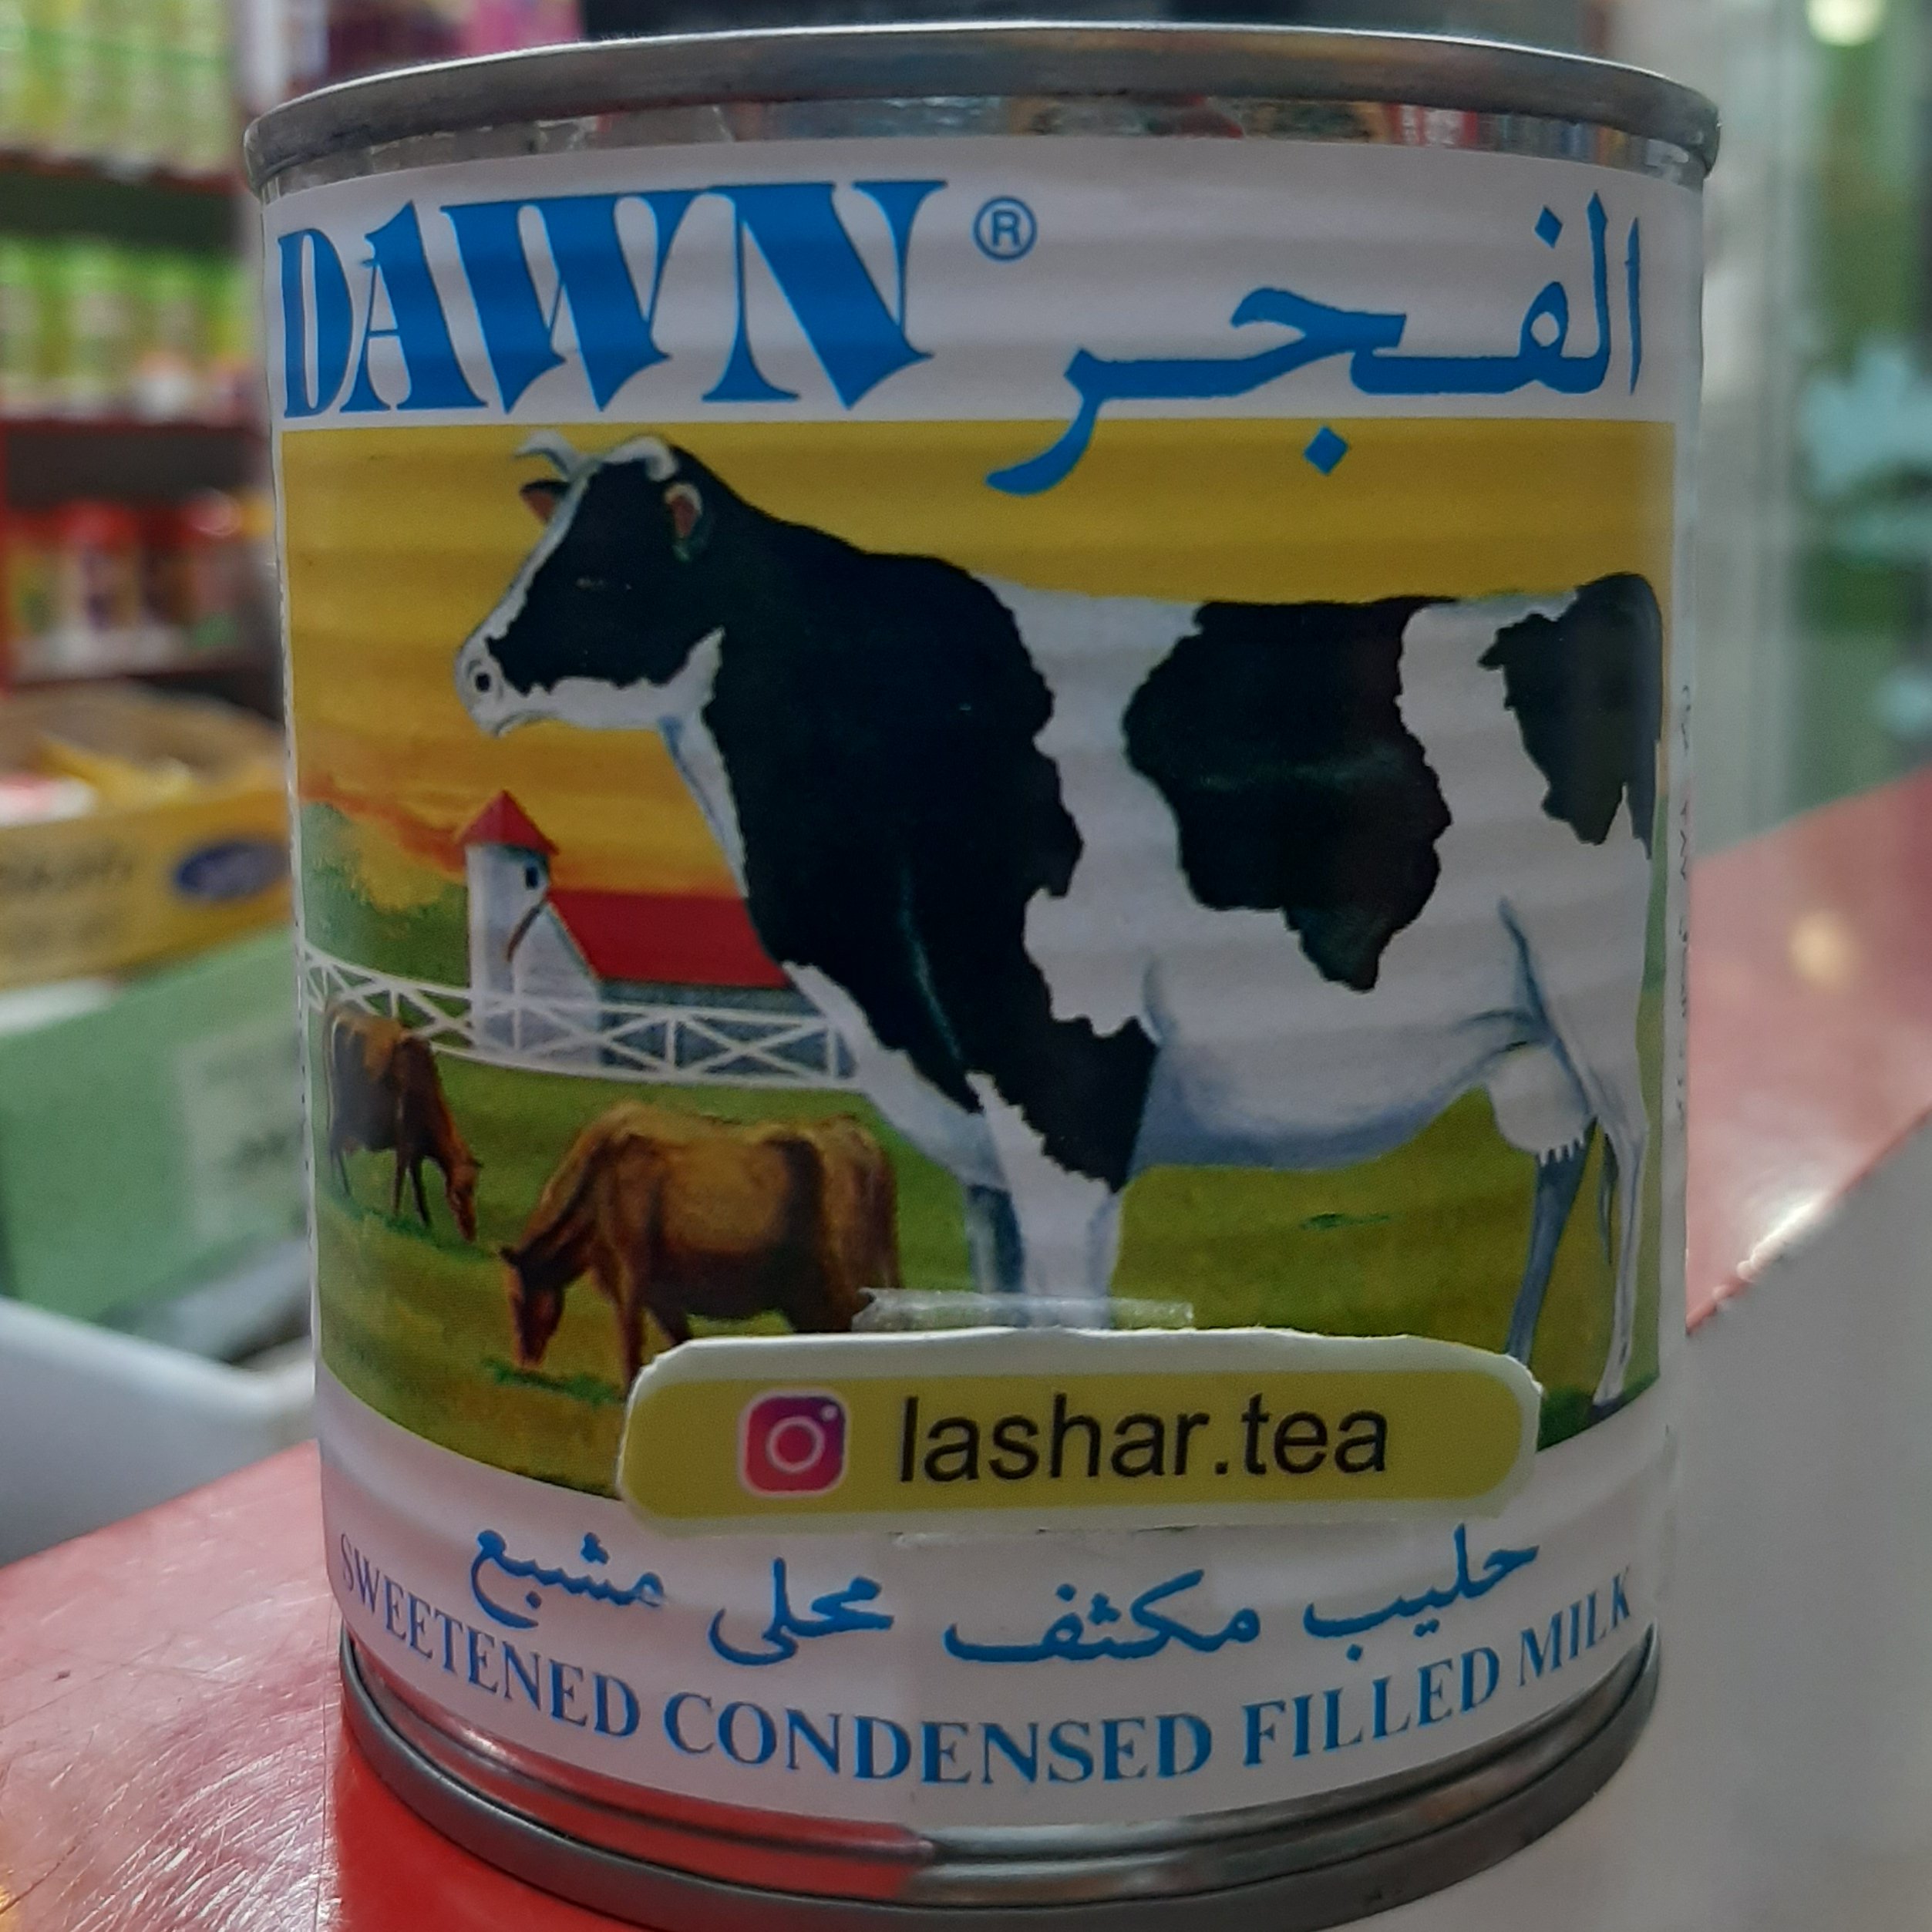 DAWN ® الفجر
lashar.tea
حليب مكثف محلى مشبع
SWEETENED CONDENSED FILLED MILK